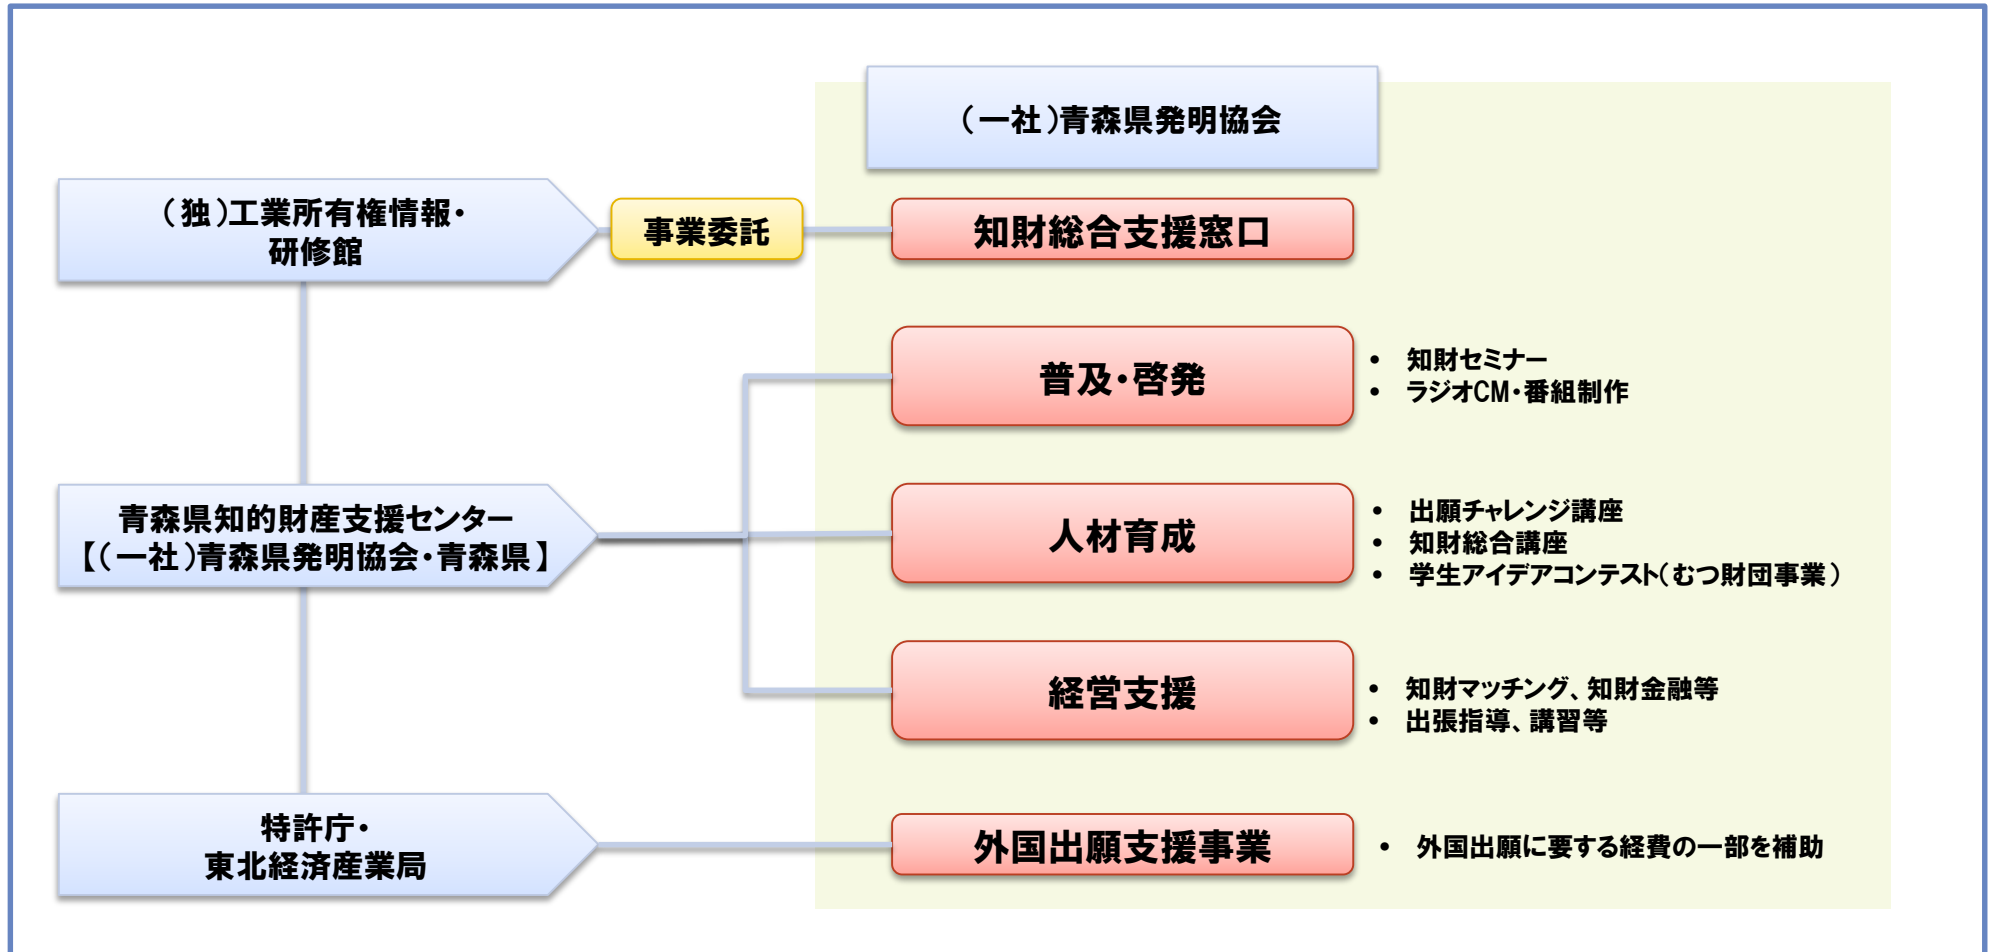 （一社）青森県発明協会
（独）工業所有権情報・
研修館
事業委託
知財総合支援窓口
普及・啓発
• 知財セミナー
• ラジオCM・番組制作
青森県知的財産支援センター
【（一社）青森県発明協会・青森県】
人材育成
• 出願チャレンジ講座
• 知財総合講座
• 学生アイデアコンテスト（むつ財団事業）
経営支援
• 知財マッチング、知財金融等
• 出張指導、講習等
特許庁・
東北経済産業局
外国出願支援事業
• 外国出願に要する経費の一部を補助